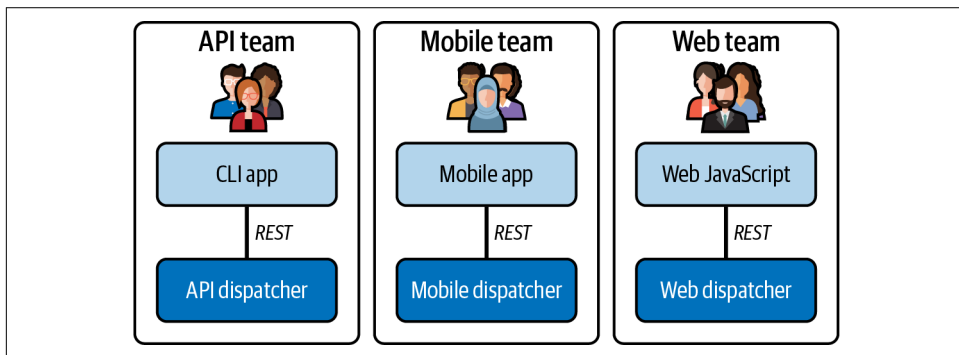 API team
Mobile team
Web team
CLI app
Mobile app
Web JavaScript
REST
REST
REST
API dispatcher
Mobile dispatcher
Web dispatcher